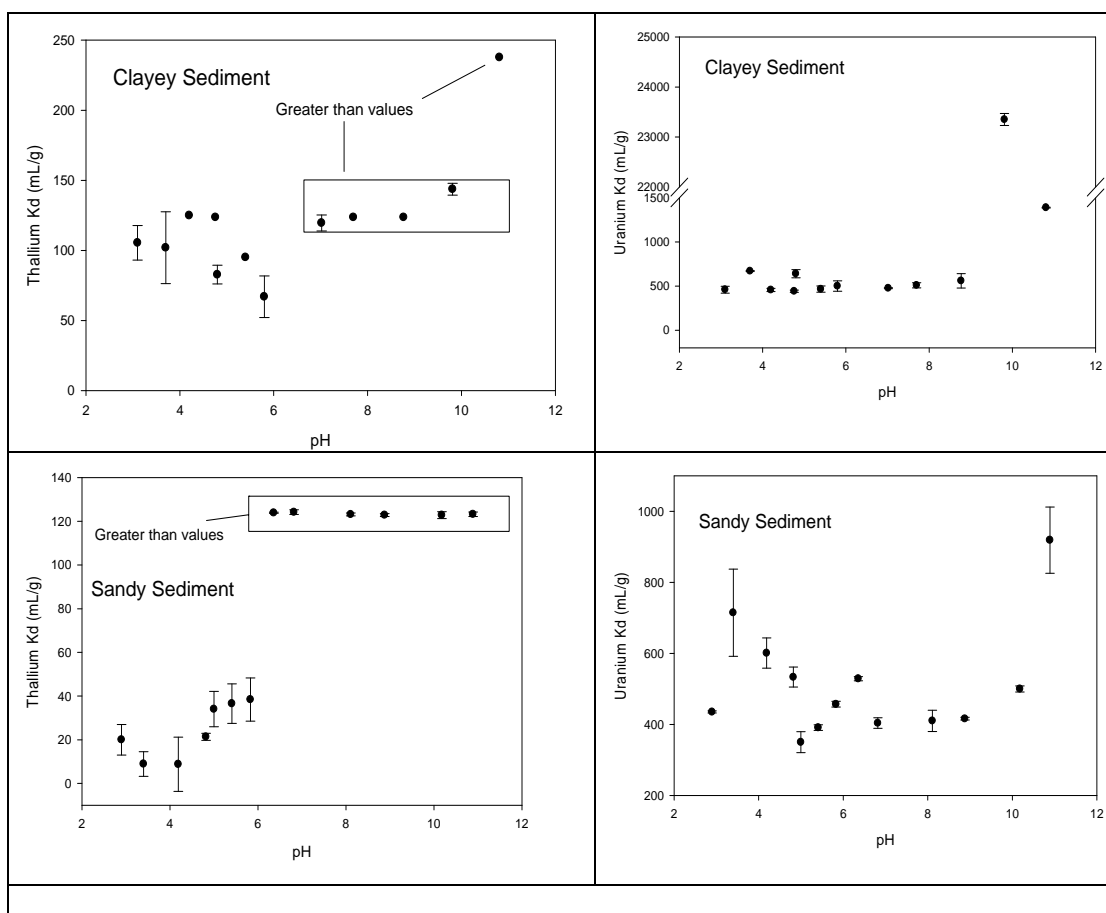 Clayey Sediment
Greater than values
Thallium Kd (mL/g)
250
200
150
100
50
0
2 4 6 8 10 12
pH
Clayey Sediment
Uranium Kd (mL/g)
25000
24000
23000
22000
1500
1000
500
0
2 4 6 8 10 12
pH
Greater than values
Sandy Sediment
Thallium Kd (mL/g)
140
120
100
80
60
40
20
0
2 4 6 8 10 12
pH
Sandy Sediment
Uranium Kd (mL/g)
1000
800
600
400
200
2 4 6 8 10 12
pH